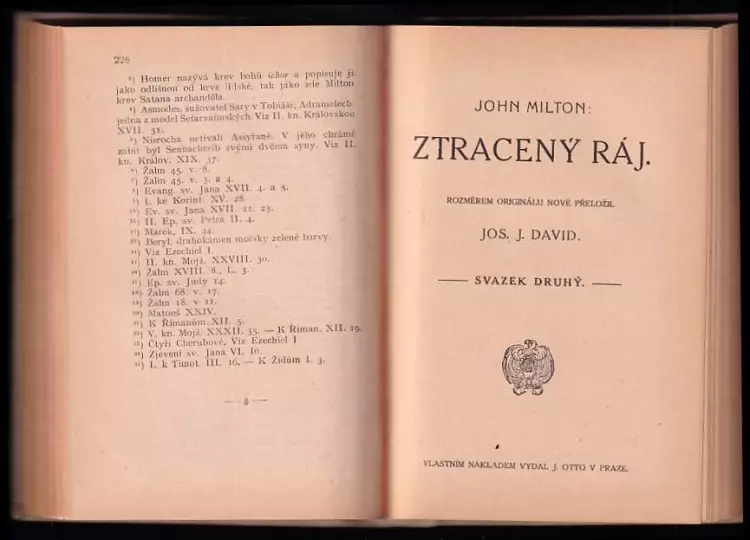 226
³) Homer nazývá krev bohů ichor a popisuje ji
jako odlišnou od krve lidské, tak jako zde Milton
krev Satana archanděla.
⁴) Asmodes, sužovatel Sary v Tobiáši, Adramelech
jedna z model Sefarvaimských. Viz II. kn. Královskou
XVII. 31.
Nisrocha uctívali Assyřané. V jeho chrámě
zabit byl Sennacherib svými dvěma syny. Viz II.
kn. Králov. XIX. 37.
Žalm 45. v. 8.
Žalm 45. v. 3. a 4.
Evang. sv. Jana XVII. 4. a 5.
I. ke Korint. XV. 28.
Ev. sv. Jana XVII. 21. 23.
II. Ep. sv. Petra II. 4.
Marek, IX. 44.
Beryl, drahokámen mořsky zelené barvy.
Viz Ezechiel I.
II. kn. Mojž. XXVIII. 30.
Žalm XVIII. 8., L. 3.
Ep. sv. Judy 14.
Žalm 68. v. 17.
Žalm 18. v 11.
Matouš XXIV.
K Římanům. XII. 5.
V. kn. Mojž. XXXII. 35. — K Říman. XII. 19.
Čtyři Cherubové, Viz Ezechiel I
Zjevení sv. Jana VI. 16.
I. k Timot. III. 16. — K Židům I. 3.
JOHN MILTON:
ZTRACENÝ RÁJ.
ROZMĚREM ORIGINÁLU NOVĚ PŘELOŽIL
JOS. J. DAVID.
— SVAZEK DRUHÝ. —
VLASTNÍM NÁKLADEM VYDAL J. OTTO V PRAZE.